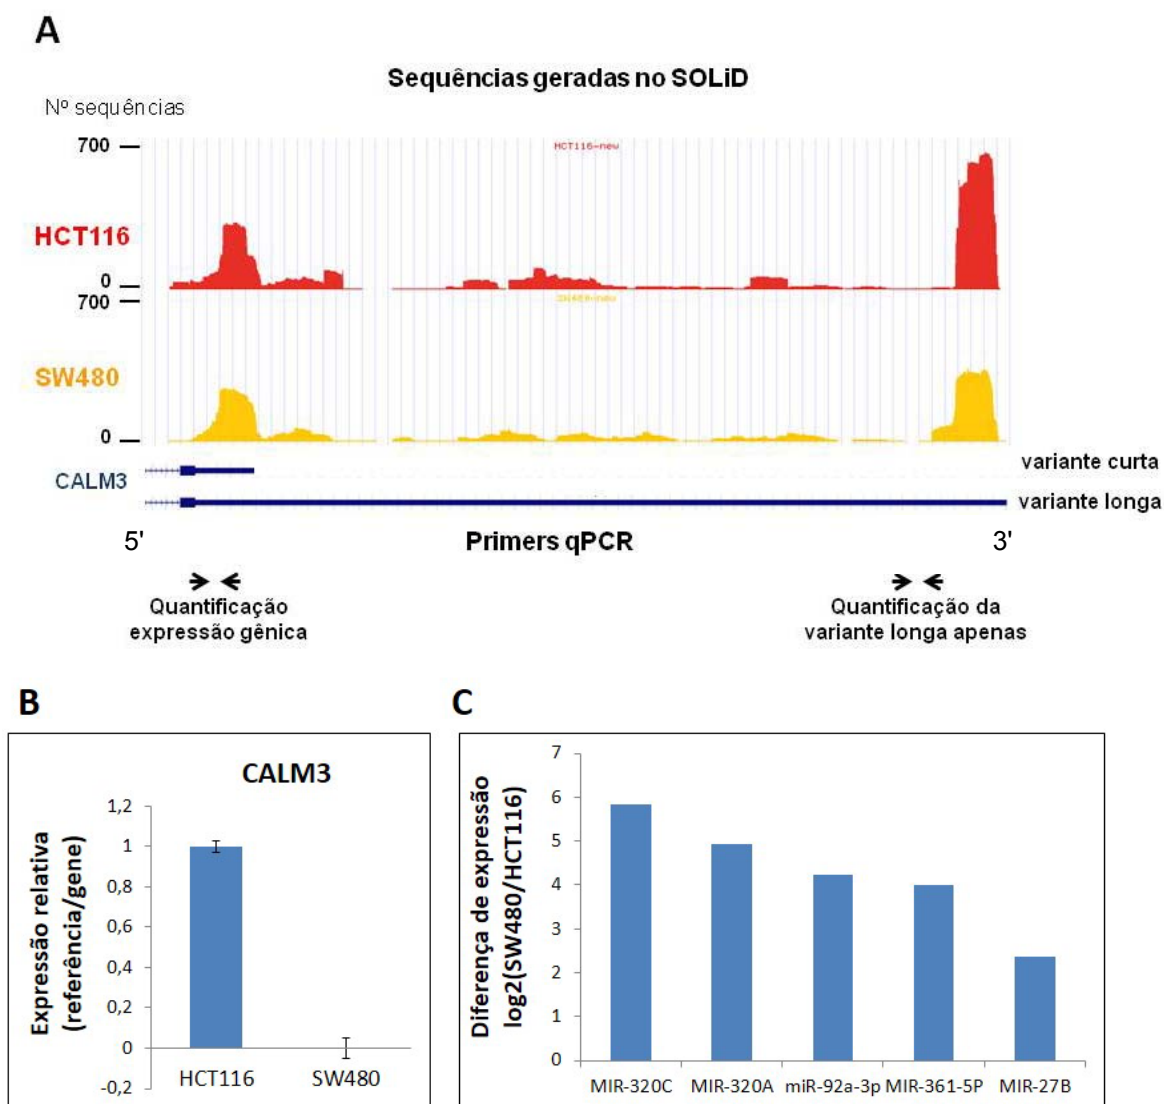 A
Sequências geradas no SOLiD
Nº sequências
700
HCT116-new
HCT116
0
700
SW480-new
SW480
0
CALM3
variante curta
variante longa
5'
Primers qPCR
3'
Quantificação
expressão gênica
Quantificação da
variante longa apenas
B
CALM3
Expressão relativa
(referência/gene)
1,2
1
0,8
0,6
0,4
0,2
0
-0,2
HCT116
SW480
C
Diferença de expressão
log2(SW480/HCT116)
7
6
5
4
3
2
1
0
MIR-320C
MIR-320A
miR-92a-3p
MIR-361-5P
MIR-27B